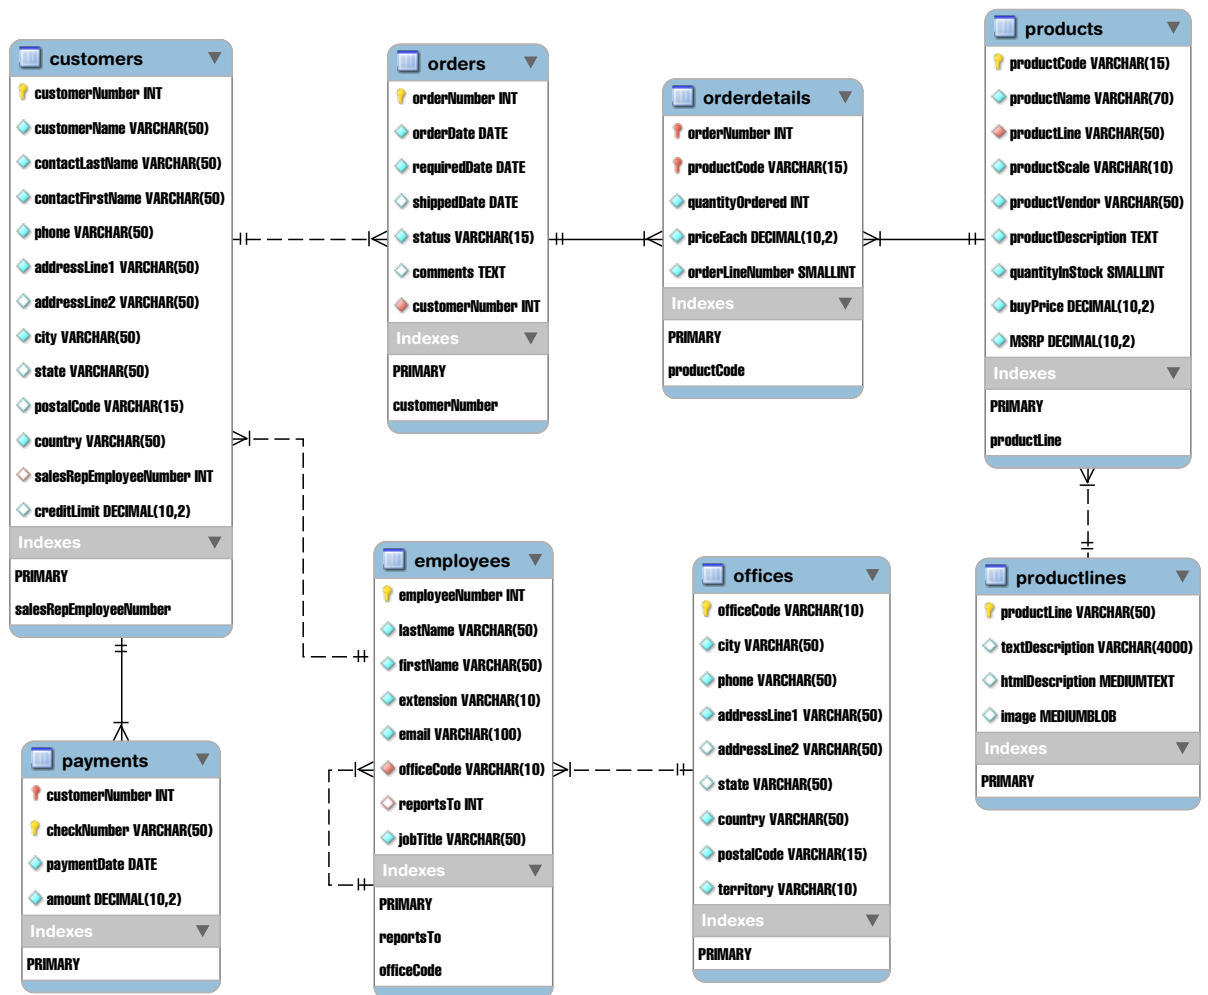 customers
customerNumber INT
customerName VARCHAR(50)
contactLastName VARCHAR(50)
contactFirstName VARCHAR(50)
phone VARCHAR(50)
addressLine1 VARCHAR(50)
addressLine2 VARCHAR(50)
city VARCHAR(50)
state VARCHAR(50)
postalCode VARCHAR(15)
country VARCHAR(50)
salesRepEmployeeNumber INT
creditLimit DECIMAL(10,2)
Indexes
PRIMARY
salesRepEmployeeNumber
orders
orderNumber INT
orderDate DATE
requiredDate DATE
shippedDate DATE
status VARCHAR(15)
comments TEXT
customerNumber INT
Indexes
PRIMARY
customerNumber
orderdetails
orderNumber INT
productCode VARCHAR(15)
quantityOrdered INT
priceEach DECIMAL(10,2)
orderLineNumber SMALLINT
Indexes
PRIMARY
productCode
products
productCode VARCHAR(15)
productName VARCHAR(70)
productLine VARCHAR(50)
productScale VARCHAR(10)
productVendor VARCHAR(50)
productDescription TEXT
quantityInStock SMALLINT
buyPrice DECIMAL(10,2)
MSRP DECIMAL(10,2)
Indexes
PRIMARY
productLine
payments
customerNumber INT
checkNumber VARCHAR(50)
paymentDate DATE
amount DECIMAL(10,2)
Indexes
PRIMARY
employees
employeeNumber INT
lastName VARCHAR(50)
firstName VARCHAR(50)
extension VARCHAR(10)
email VARCHAR(100)
officeCode VARCHAR(10)
reportsTo INT
jobTitle VARCHAR(50)
Indexes
PRIMARY
reportsTo
officeCode
offices
officeCode VARCHAR(10)
city VARCHAR(50)
phone VARCHAR(50)
addressLine1 VARCHAR(50)
addressLine2 VARCHAR(50)
state VARCHAR(50)
country VARCHAR(50)
postalCode VARCHAR(15)
territory VARCHAR(10)
Indexes
PRIMARY
productlines
productLine VARCHAR(50)
textDescription VARCHAR(4000)
htmlDescription MEDIUMTEXT
image MEDIUMBLOB
Indexes
PRIMARY